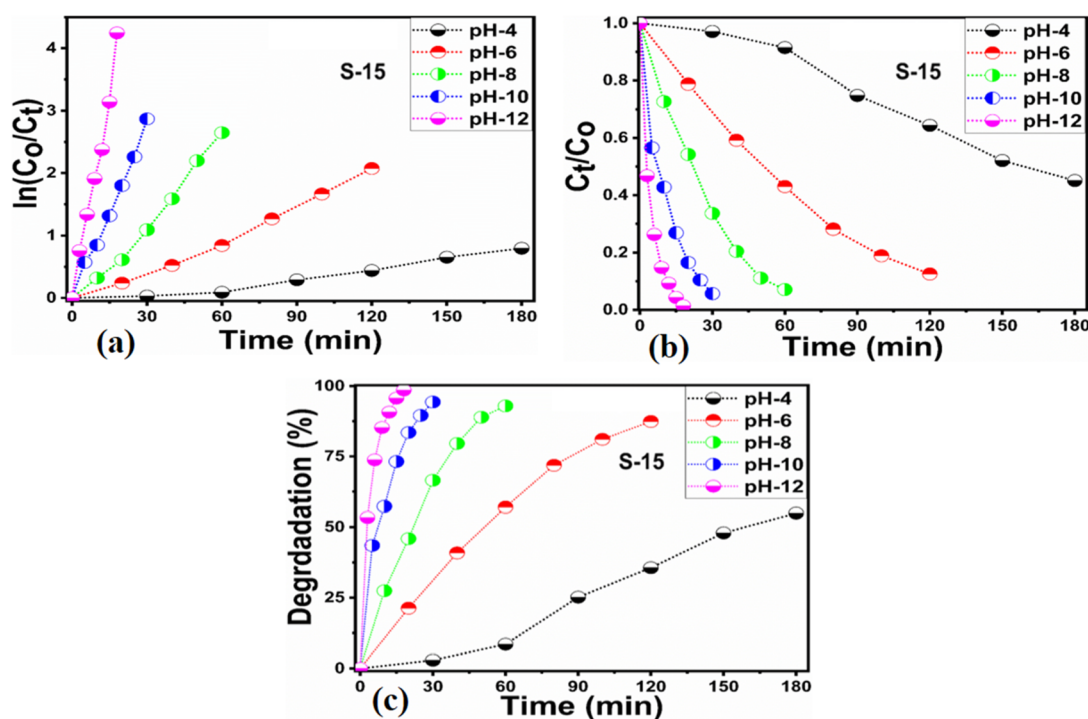 ln(C₀/Cₜ)
4
3
2
1
0
S-15
pH-4
pH-6
pH-8
pH-10
pH-12
0 30 60 90 120 150 180
Time (min)
(a)
Cₜ/C₀
1.0
0.8
0.6
0.4
0.2
0.0
S-15
pH-4
pH-6
pH-8
pH-10
pH-12
0 30 60 90 120 150 180
Time (min)
(b)
Degrdadation (%)
100
75
50
25
0
S-15
pH-4
pH-6
pH-8
pH-10
pH-12
0 30 60 90 120 150 180
Time (min)
(c)